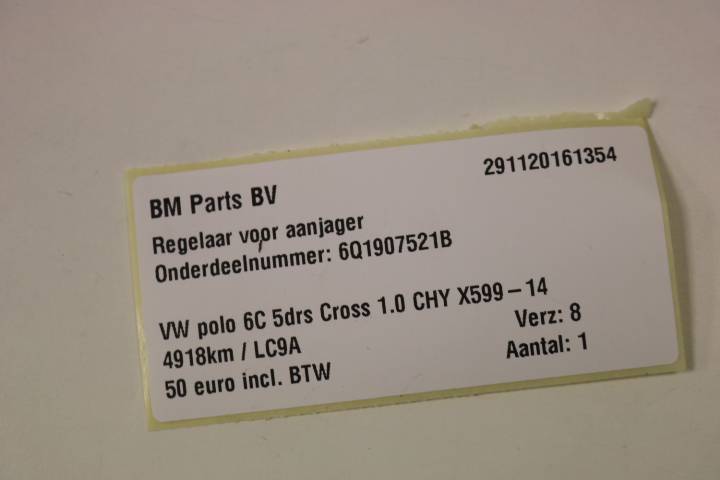 BM Parts BV
291120161354
Regelaar voor aanjager
Onderdeelnummer: 6Q1907521B
VW polo 6C 5drs Cross 1.0 CHY X599-14
4918km / LC9A
Verz: 8
50 euro incl. BTW
Aantal: 1